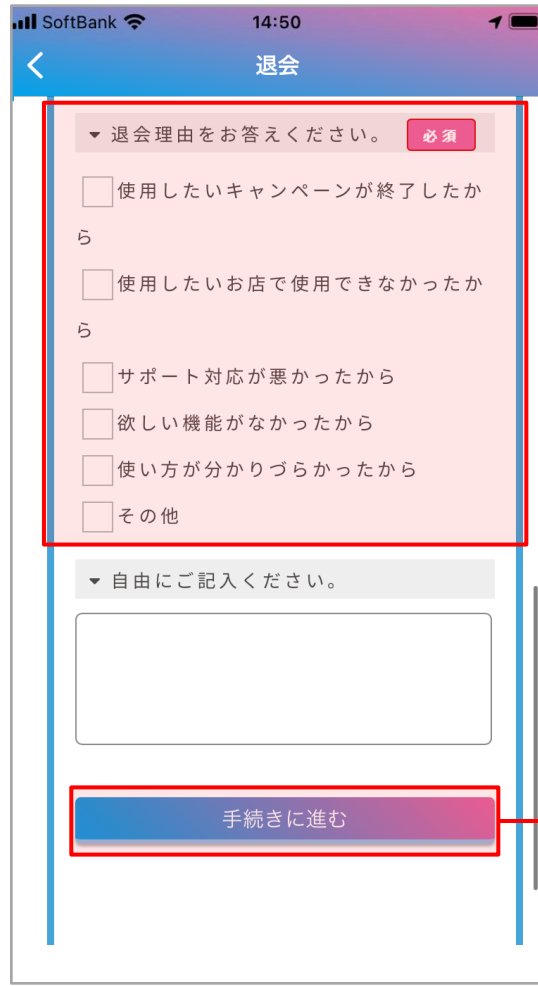 SoftBank 14:50
退会
退会理由をお答えください。 必須
使用したいキャンペーンが終了したか
ら
使用したいお店で使用できなかったか
ら
サポート対応が悪かったから
欲しい機能がなかったから
使い方が分かりづらかったから
その他
自由にご記入ください。
手続きに進む